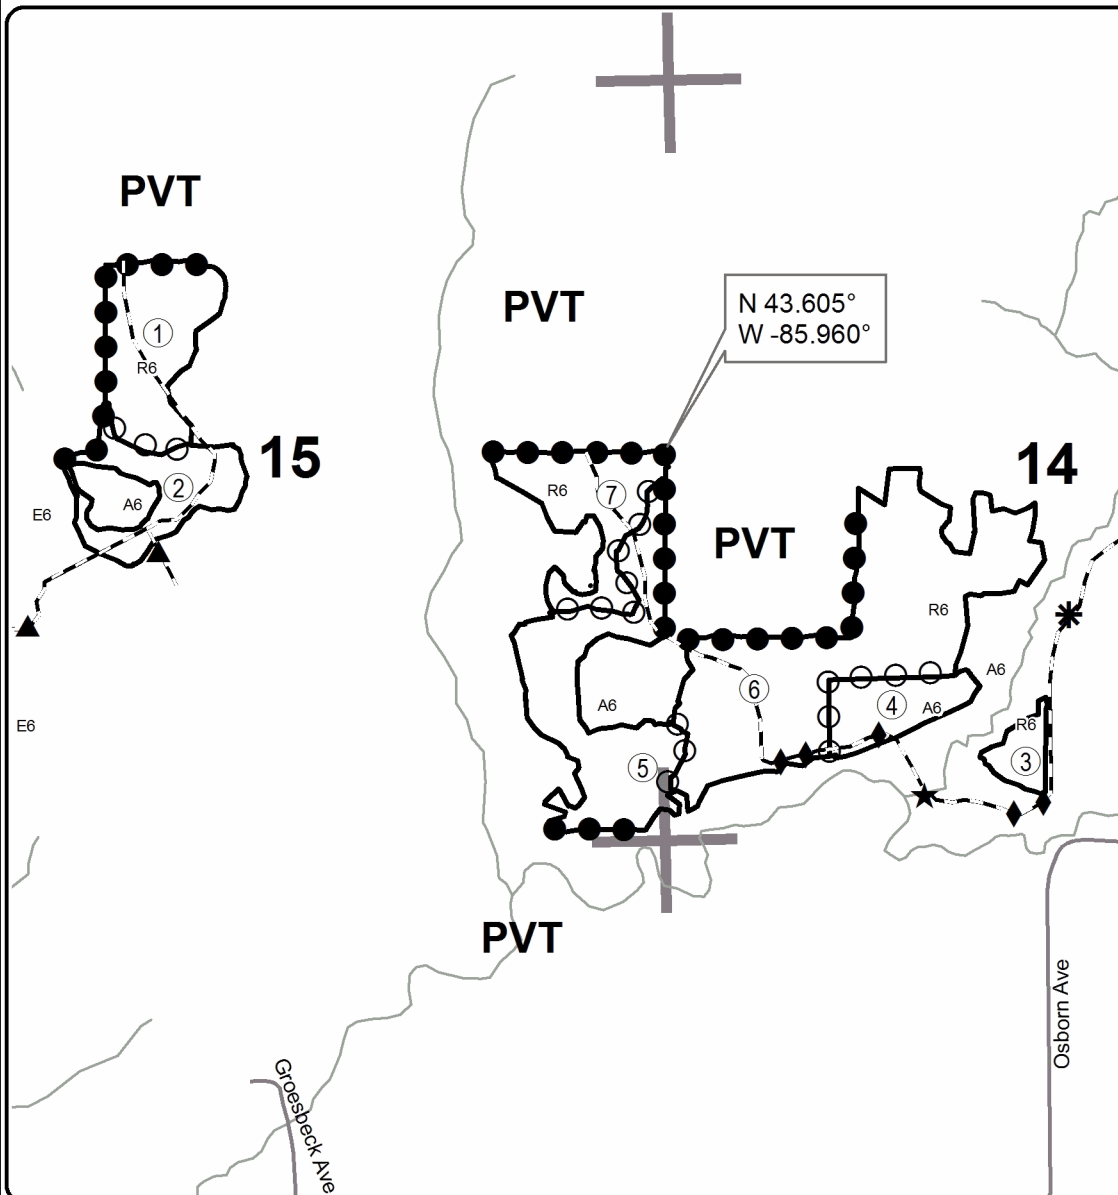 PVT
PVT
N 43.605°
W -85.960°
1
R6
15
14
2
A6
E6
R6
7
PVT
R6
A6
6
A6
4
A6
E6
R6
3
5
PVT
Osborn Ave
Groesbeck Ave